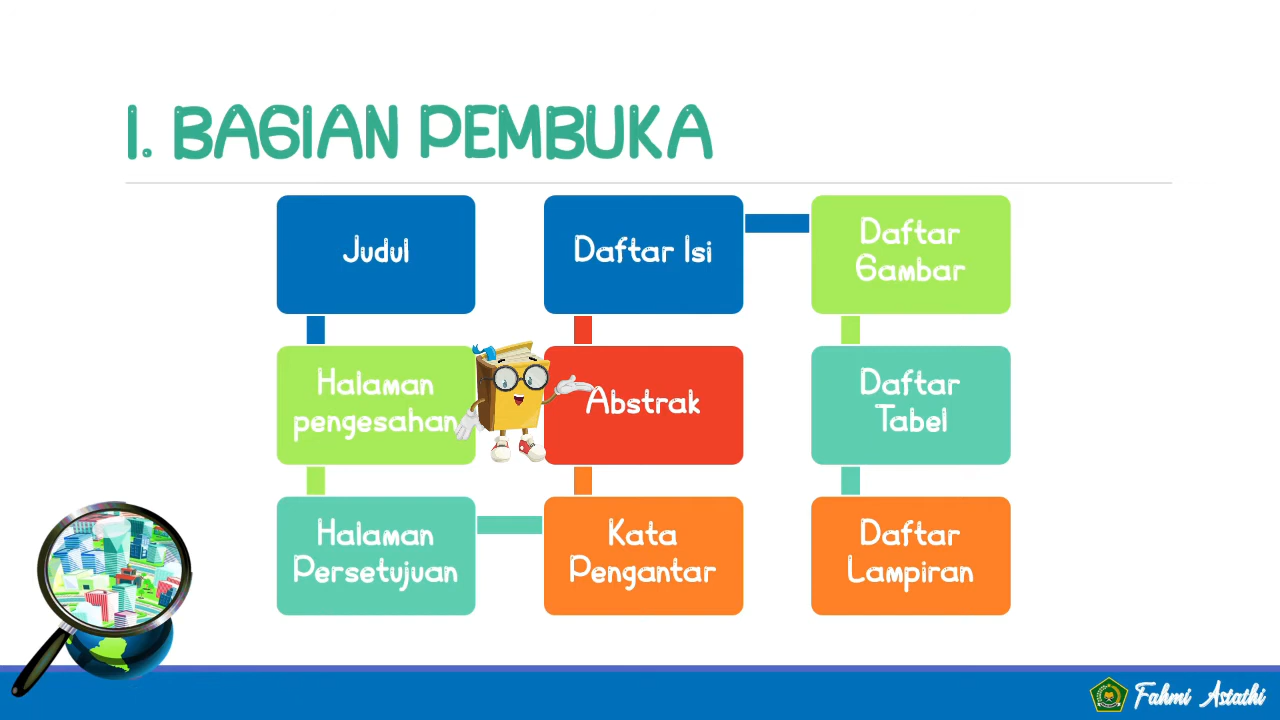 I. BAGIAN PEMBUKA
Judul
Halaman
pengesahan
Halaman
Persetujuan
Kata
Pengantar
Abstrak
Daftar Isi
Daftar
Gambar
Daftar
Tabel
Daftar
Lampiran
Fahmi Astathi